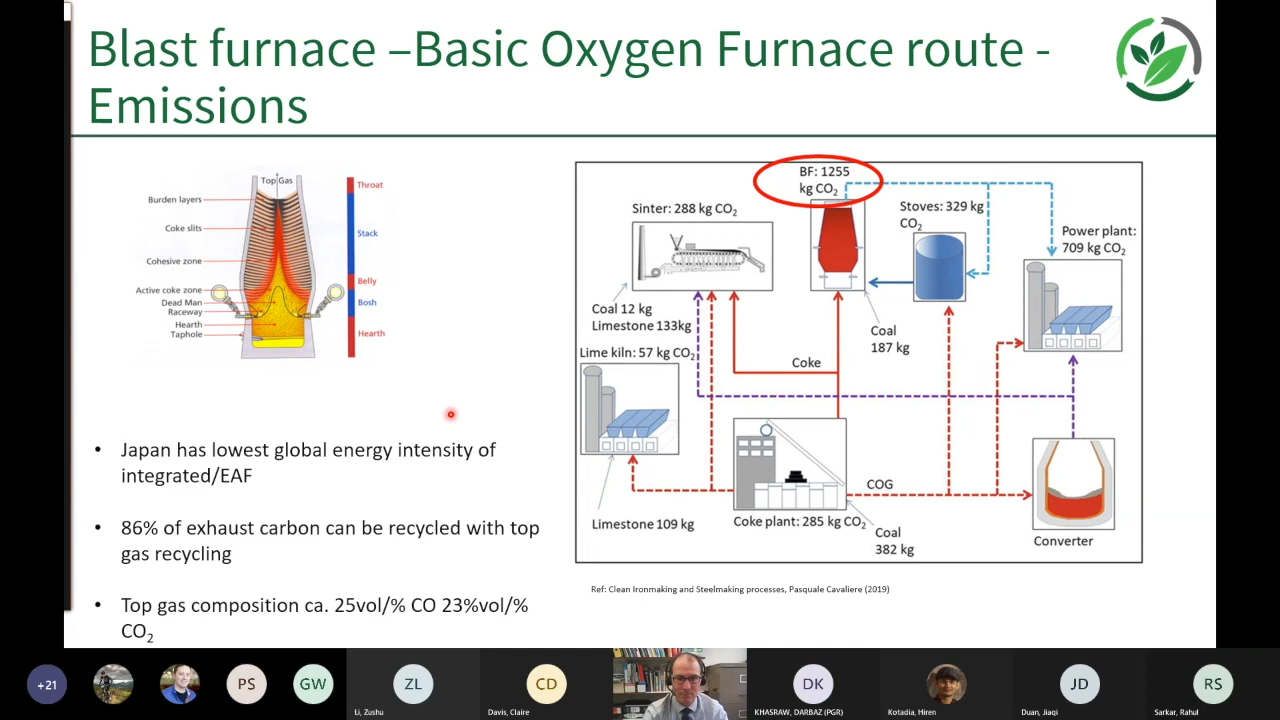 Blast furnace –Basic Oxygen Furnace route -
Emissions
Top Gas
Burden layers
Coke slits
Cohesive zone
Active coke zone
Dead Man
Raceway
Hearth
Taphole
Throat
Stack
Belly
Bosh
Hearth
• Japan has lowest global energy intensity of
integrated/EAF
• 86% of exhaust carbon can be recycled with top
gas recycling
• Top gas composition ca. 25vol/% CO 23%vol/%
CO₂
BF: 1255
kg CO₂
Sinter: 288 kg CO₂
Stoves: 329 kg
CO₂
Power plant:
709 kg CO₂
Coal 12 kg
Limestone 133kg
Coal
187 kg
Lime kiln: 57 kg CO₂
Coke
COG
Limestone 109 kg
Coke plant: 285 kg CO₂
Coal
382 kg
Converter
Ref: Clean Ironmaking and Steelmaking processes, Pasquale Cavaliere (2019)
+21
PS
GW
ZL
Li, Zushu
CD
Davis, Claire
DK
KHASRAW, DARBAZ (PGR)
Kotadia, Hiren
JD
Duan, Jiaqi
RS
Sarkar, Rahul